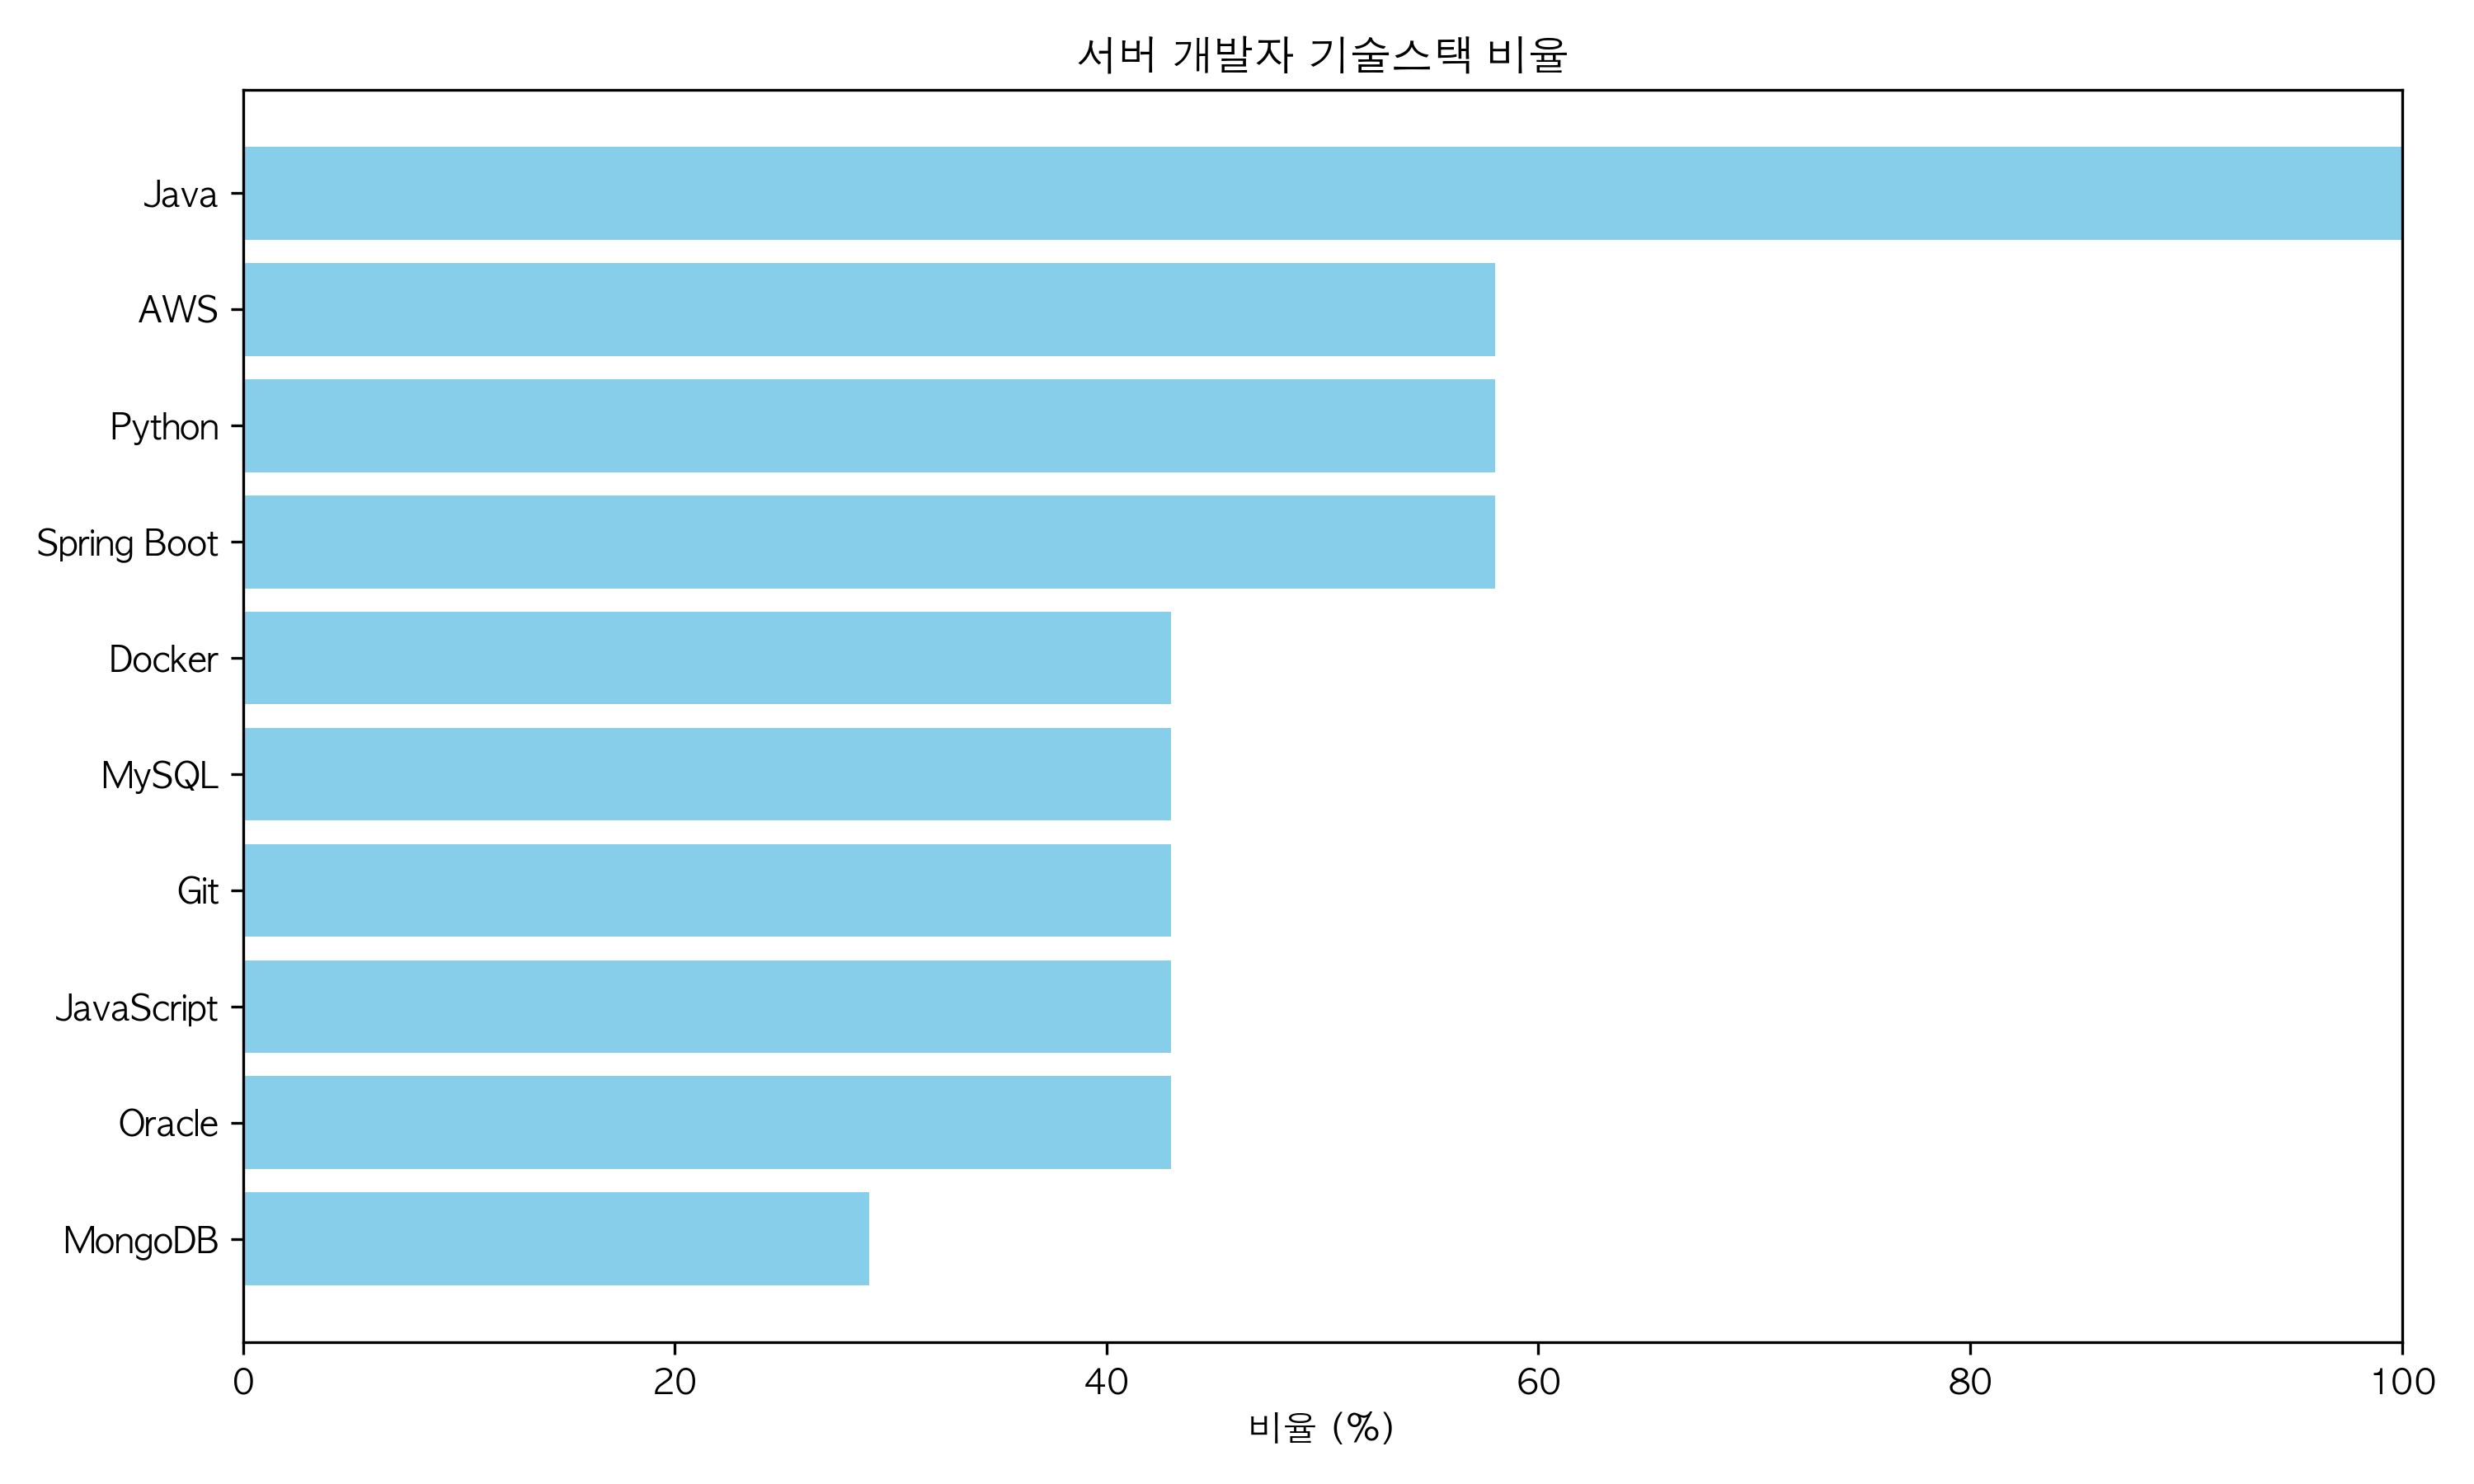 서버 개발자 기술스택 비율
Java
AWS
Python
Spring Boot
Docker
MySQL
Git
JavaScript
Oracle
MongoDB
0 20 40 60 80 100
비율 (%)